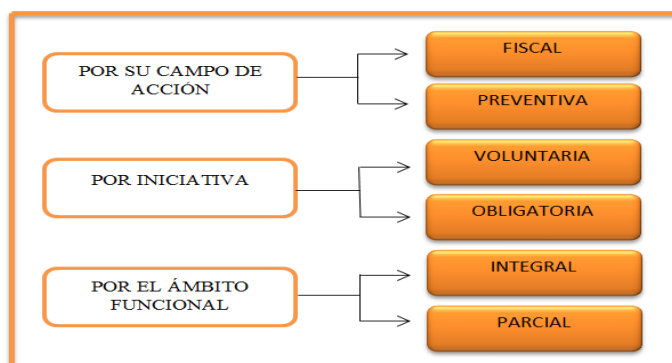 POR SU CAMPO DE
ACCIÓN
FISCAL
PREVENTIVA
POR INICIATIVA
VOLUNTARIA
OBLIGATORIA
POR EL ÁMBITO
FUNCIONAL
INTEGRAL
PARCIAL